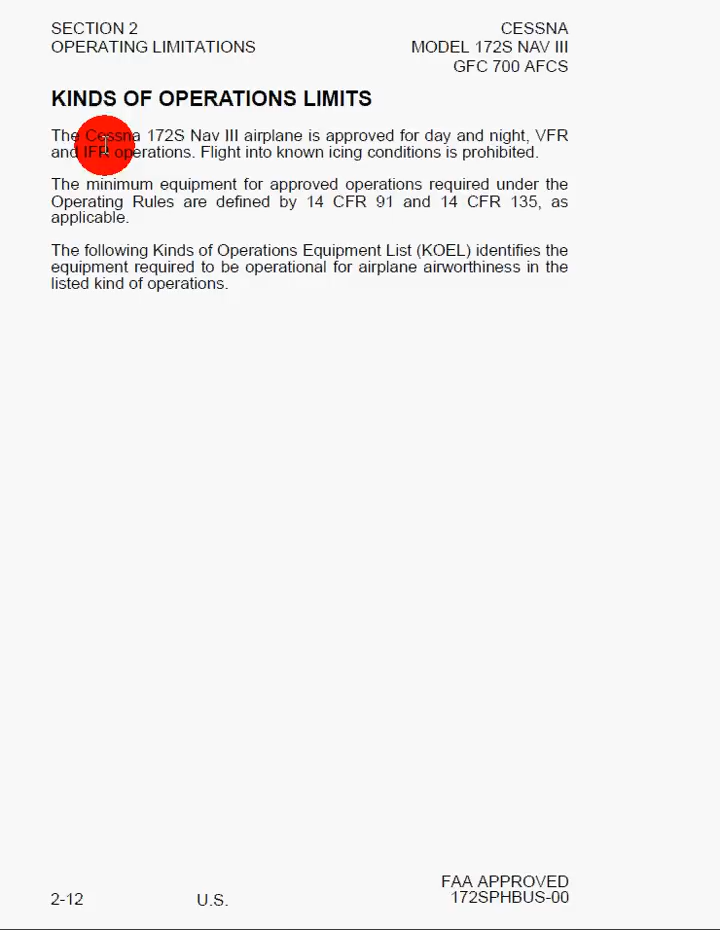 SECTION 2
OPERATING LIMITATIONS
CESSNA
MODEL 172S NAV III
GFC 700 AFCS
KINDS OF OPERATIONS LIMITS
The Cessna 172S Nav III airplane is approved for day and night, VFR
and IFR operations. Flight into known icing conditions is prohibited.
The minimum equipment for approved operations required under the
Operating Rules are defined by 14 CFR 91 and 14 CFR 135, as
applicable.
The following Kinds of Operations Equipment List (KOEL) identifies the
equipment required to be operational for airplane airworthiness in the
listed kind of operations.
2-12
U.S.
FAA APPROVED
172SPHBUS-00